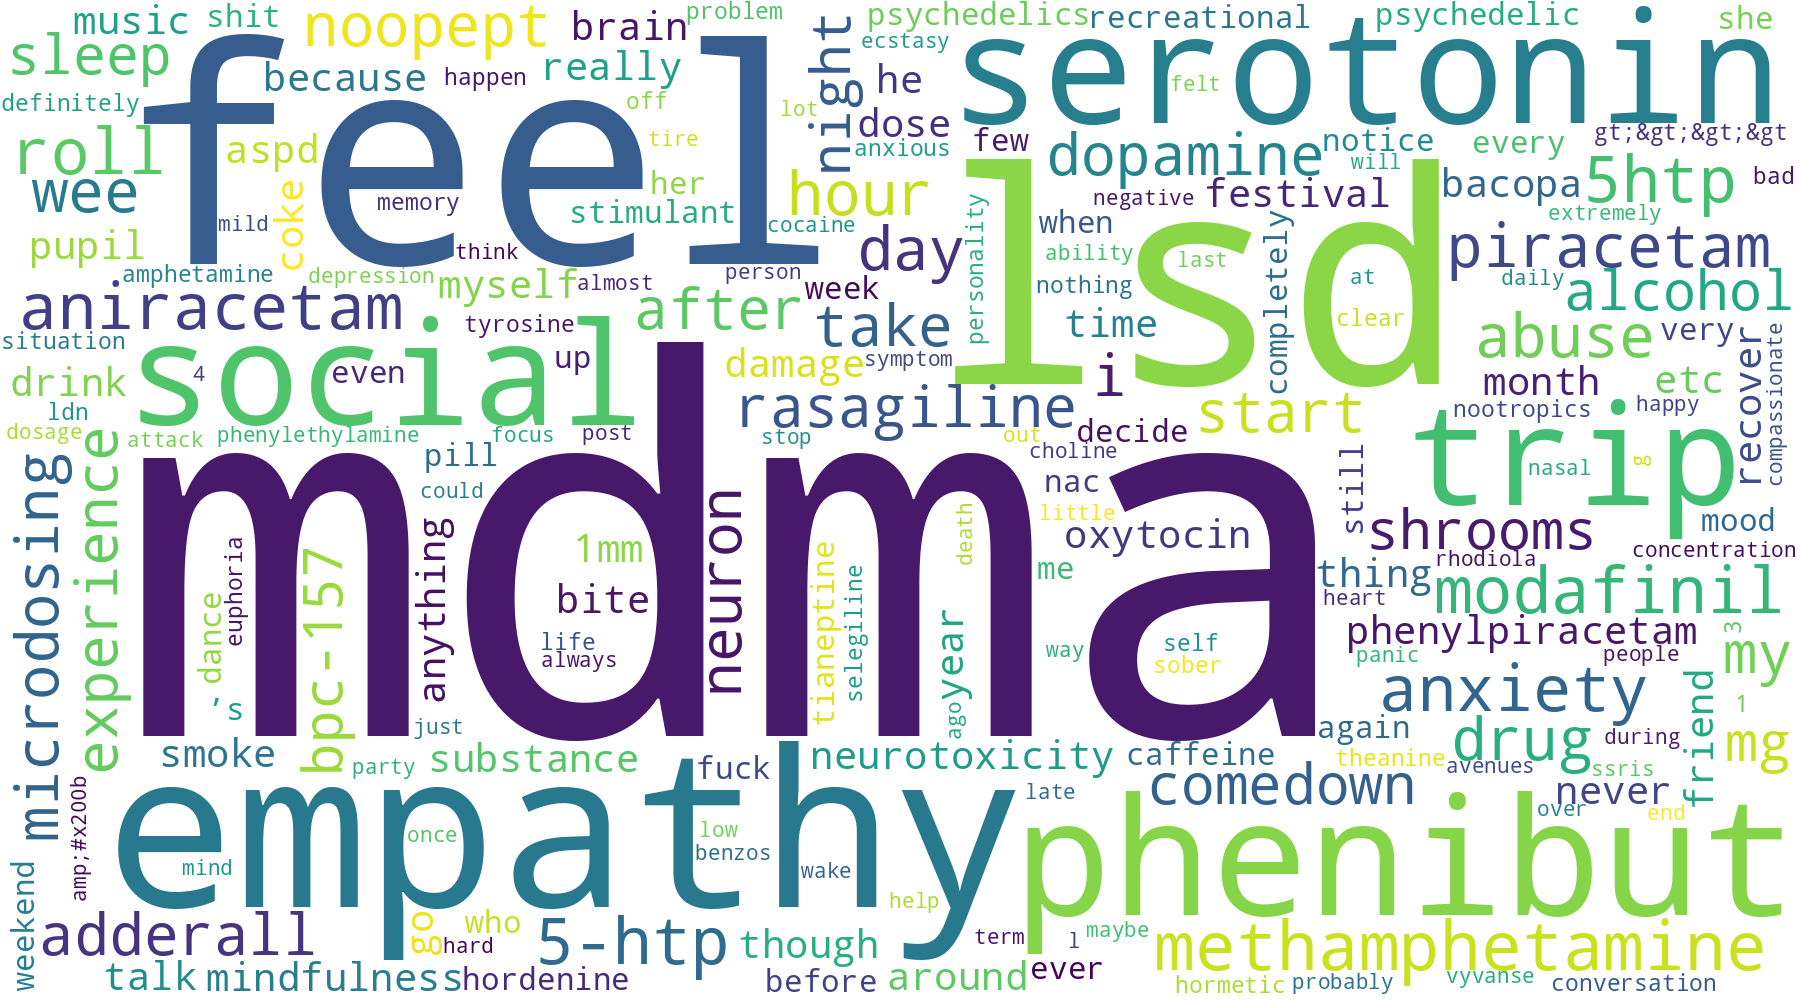 music
shit
noopept
brain
problem
psychedelics
recreational
psychedelic
serotonin
she
sleep
feel
because
happen
really
night
ecstasy
he
felt
definitely
off
lot
dose
few
dopamine
notice
every
gt;&gt;&gt;&gt
roll
aspd
tire
anxious
lsd
will
wee
coke
memory
her
hour
negative
festival
bacopa
5htp
bad
mild
stimulant
cocaine
personality
when
completely
extremely
pupil
think
day
ability
last
piracetam
amphetamine
depression
myself
almost
person
week
nothing
at
daily
alcohol
aniracetam
social
tyrosine
after
take
time
clear
abuse
very
recover
compassionate
situation
4
even
up
damage
symptom
i
month
etc
drink
rasagiline
start
nootropics
happy
ldn
dosage
experience
attack
phenylethylamine
focus
post
stop
out
decide
trip
microdosing
mdma
pill
neuron
choline
still
nasal
g
could
nac
little
shrooms
mood
1mm
death
oxytocin
rhodiola
concentration
euphoria
bpc-157
anything
bite
tianeptine
selegiline
me
thing
modafinil
heart
dance
life
always
year
ago
way
self
sober
phenylpiracetam
3
panic
people
my
's
just
anxiety
friend
1
smoke
party
substance
fuck
neurotoxicity
caffeine
again
theanine
drug
during
mg
avenues
ssris
amp;#x200b
empathy
late
comedown
never
over
end
once
low
benzos
phenibut
weekend
mind
wake
adderall
go
who
hard
5-htp
help
though
term
l
maybe
methamphetamine
talk
mindfulness
hordenine
before
around
ever
hormetic
probably
vyvanse
conversation